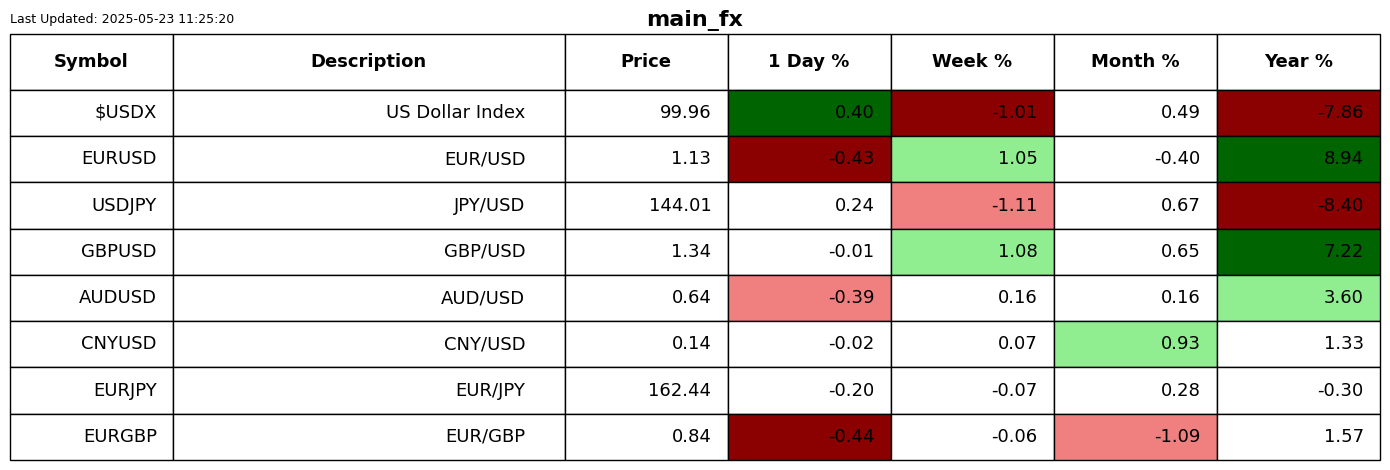 Last Updated: 2025-05-23 11:25:20
main_fx
Symbol Description Price 1 Day % Week % Month % Year %
$USDX US Dollar Index 99.96 0.40 -1.01 0.49 -7.86
EURUSD EUR/USD 1.13 -0.43 1.05 -0.40 8.94
USDJPY JPY/USD 144.01 0.24 -1.11 0.67 -8.40
GBPUSD GBP/USD 1.34 -0.01 1.08 0.65 7.22
AUDUSD AUD/USD 0.64 -0.39 0.16 0.16 3.60
CNYUSD CNY/USD 0.14 -0.02 0.07 0.93 1.33
EURJPY EUR/JPY 162.44 -0.20 -0.07 0.28 -0.30
EURGBP EUR/GBP 0.84 -0.44 -0.06 -1.09 1.57